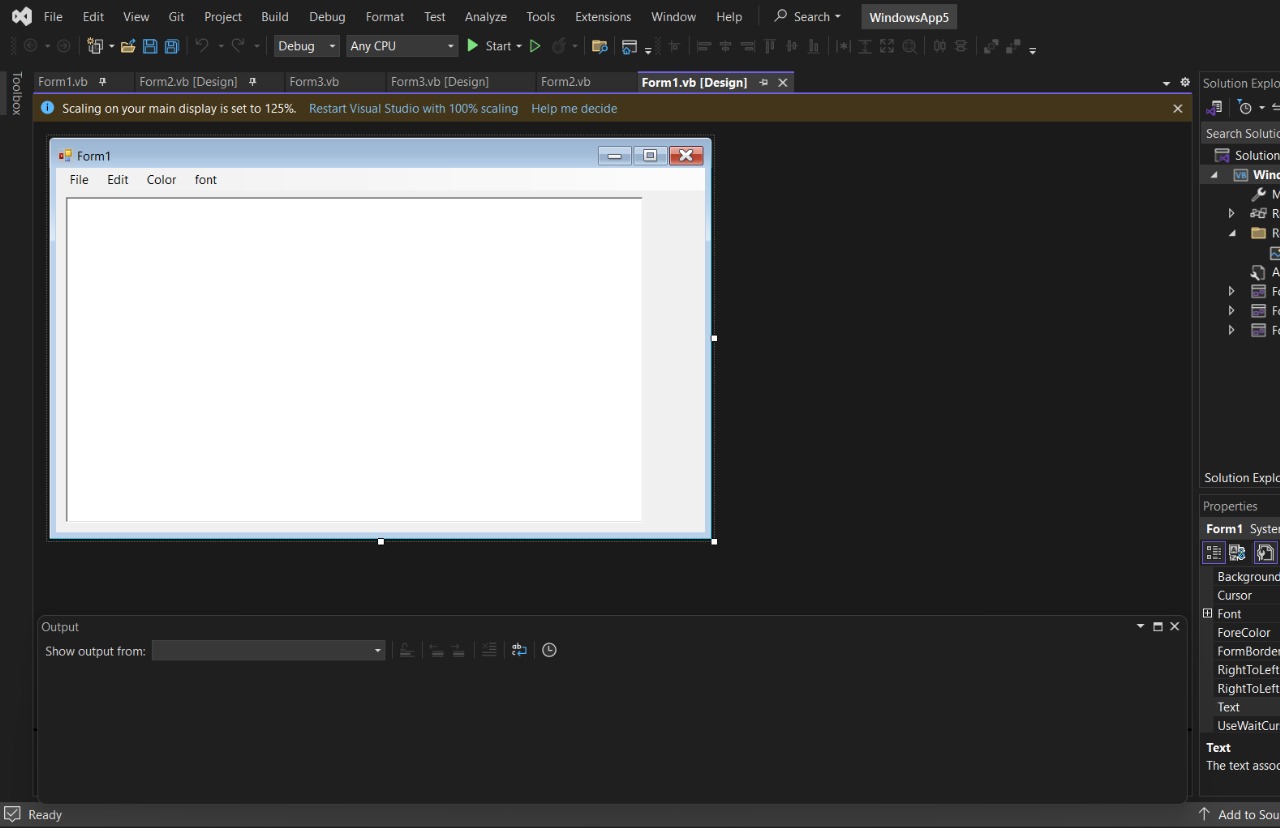 File Edit View Git Project Build Debug Format Test Analyze Tools Extensions Window Help Search WindowsApp5
Debug Any CPU Start
Toolbox
Form1.vb Form2.vb [Design] Form3.vb Form3.vb [Design] Form2.vb Form1.vb [Design]
Scaling on your main display is set to 125%. Restart Visual Studio with 100% scaling Help me decide
Form1
File Edit Color font
Output
Show output from:
Ready
Solution Explo
Search Solutio
Solution
VB Wind
M
R
R
A
Fo
Fo
Fo
Solution Explo
Properties
Form1 Syster
Background
Cursor
Font
ForeColor
FormBorder
RightToLeft
RightToLeft
Text
UseWaitCur
Text
The text assoc
Add to Sou